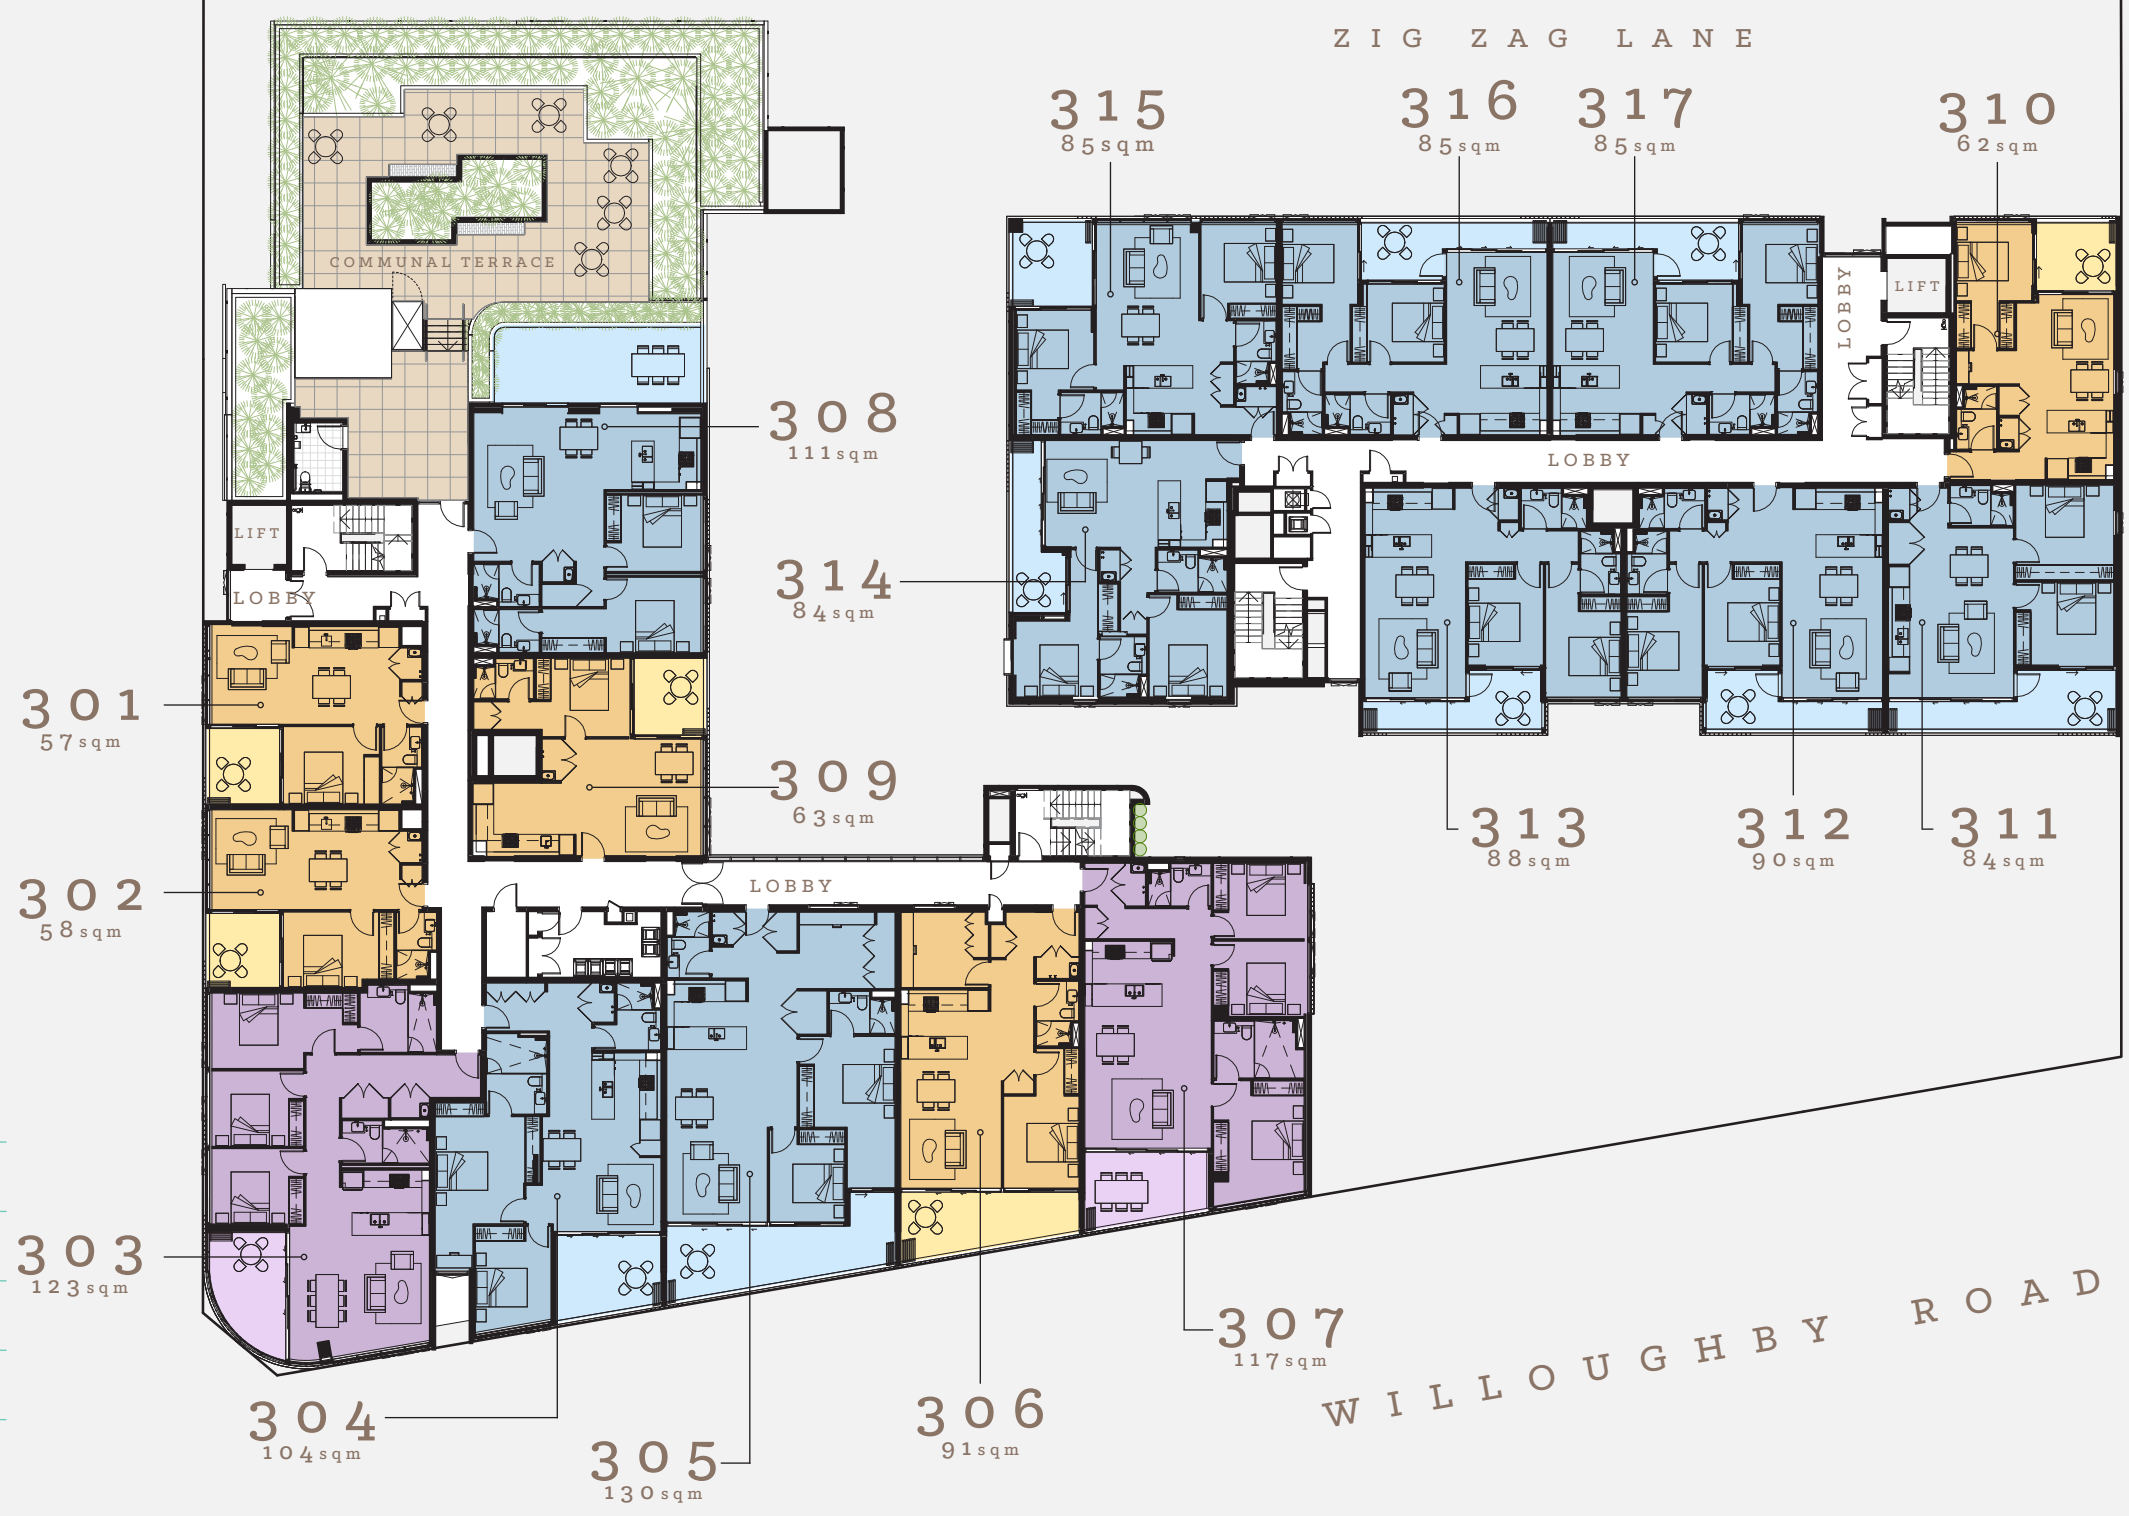 ZIG ZAG LANE
315
85sqm
316
85sqm
317
85sqm
310
62sqm
COMMUNAL TERRACE
LOBBY
LIFT
308
111sqm
LOBBY
LIFT
314
84sqm
LOBBY
301
57sqm
309
63sqm
313
88sqm
312
90sqm
311
84sqm
302
58sqm
LOBBY
303
123sqm
307
117sqm
WILLOUGHBY ROAD
304
104sqm
306
91sqm
305
130sqm